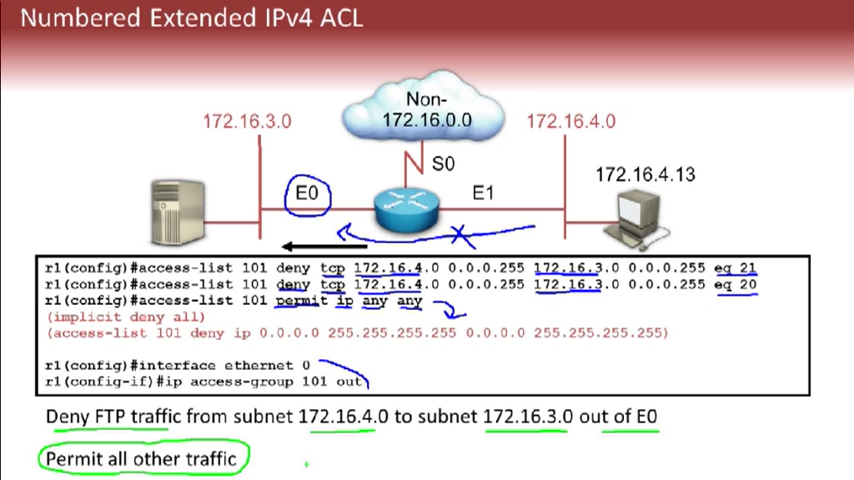 Numbered Extended IPv4 ACL
Non-
172.16.0.0
172.16.3.0
172.16.4.0
S0
172.16.4.13
E0
E1
r1(config)#access-list 101 deny tcp 172.16.4.0 0.0.0.255 172.16.3.0 0.0.0.255 eq 21
r1(config)#access-list 101 deny tcp 172.16.4.0 0.0.0.255 172.16.3.0 0.0.0.255 eq 20
r1(config)#access-list 101 permit ip any any
(implicit deny all)
(access-list 101 deny ip 0.0.0.0 255.255.255.255 0.0.0.0 255.255.255.255)
r1(config)#interface ethernet 0
r1(config-if)#ip access-group 101 out
Deny FTP traffic from subnet 172.16.4.0 to subnet 172.16.3.0 out of E0
Permit all other traffic